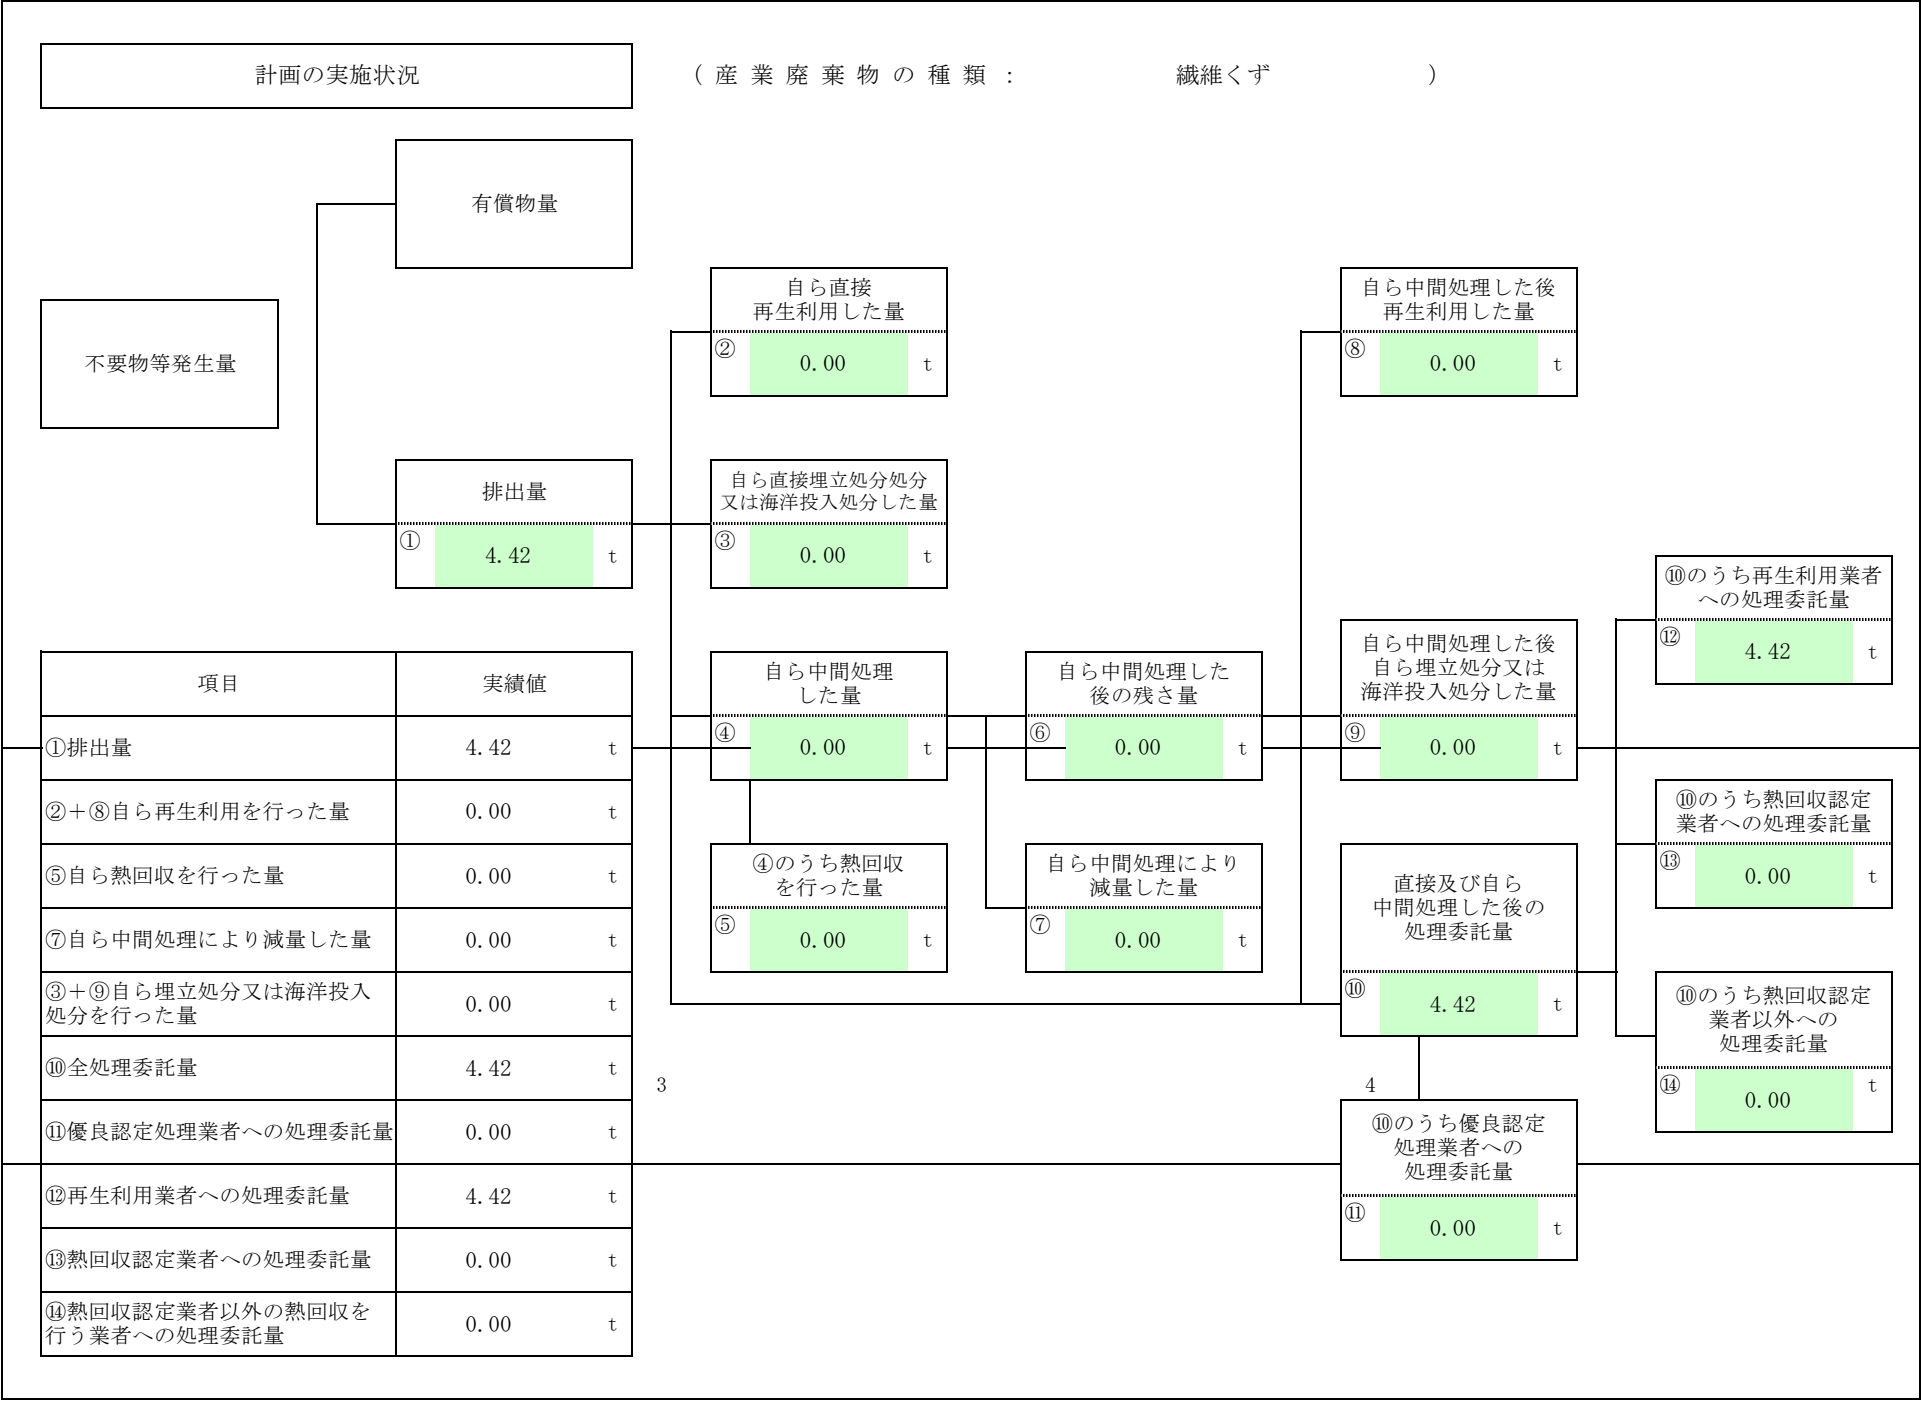 計画の実施状況
（ 産 業 廃 棄 物 の 種 類 ： 繊維くず ）
有償物量
自ら直接
再生利用した量
② 0.00 t
自ら中間処理した後
再生利用した量
⑧ 0.00 t
不要物等発生量
排出量
① 4.42 t
自ら直接埋立処分処分
又は海洋投入処分した量
③ 0.00 t
⑩のうち再生利用業者
への処理委託量
⑫ 4.42 t
自ら中間処理
した量
④ 0.00 t
自ら中間処理した
後の残さ量
⑥ 0.00 t
自ら中間処理した後
自ら埋立処分又は
海洋投入処分した量
⑨ 0.00 t
⑩のうち熱回収認定
業者への処理委託量
⑬ 0.00 t
④のうち熱回収
を行った量
⑤ 0.00 t
自ら中間処理により
減量した量
⑦ 0.00 t
直接及び自ら
中間処理した後の
処理委託量
⑩ 4.42 t
⑩のうち熱回収認定
業者以外への
処理委託量
⑭ 0.00 t
3
4
⑩のうち優良認定
処理業者への
処理委託量
⑪ 0.00 t
項目 実績値
①排出量 4.42 t
②＋⑧自ら再生利用を行った量 0.00 t
⑤自ら熱回収を行った量 0.00 t
⑦自ら中間処理により減量した量 0.00 t
③＋⑨自ら埋立処分又は海洋投入
処分を行った量 0.00 t
⑩全処理委託量 4.42 t
⑪優良認定処理業者への処理委託量 0.00 t
⑫再生利用業者への処理委託量 4.42 t
⑬熱回収認定業者への処理委託量 0.00 t
⑭熱回収認定業者以外の熱回収を
行う業者への処理委託量 0.00 t